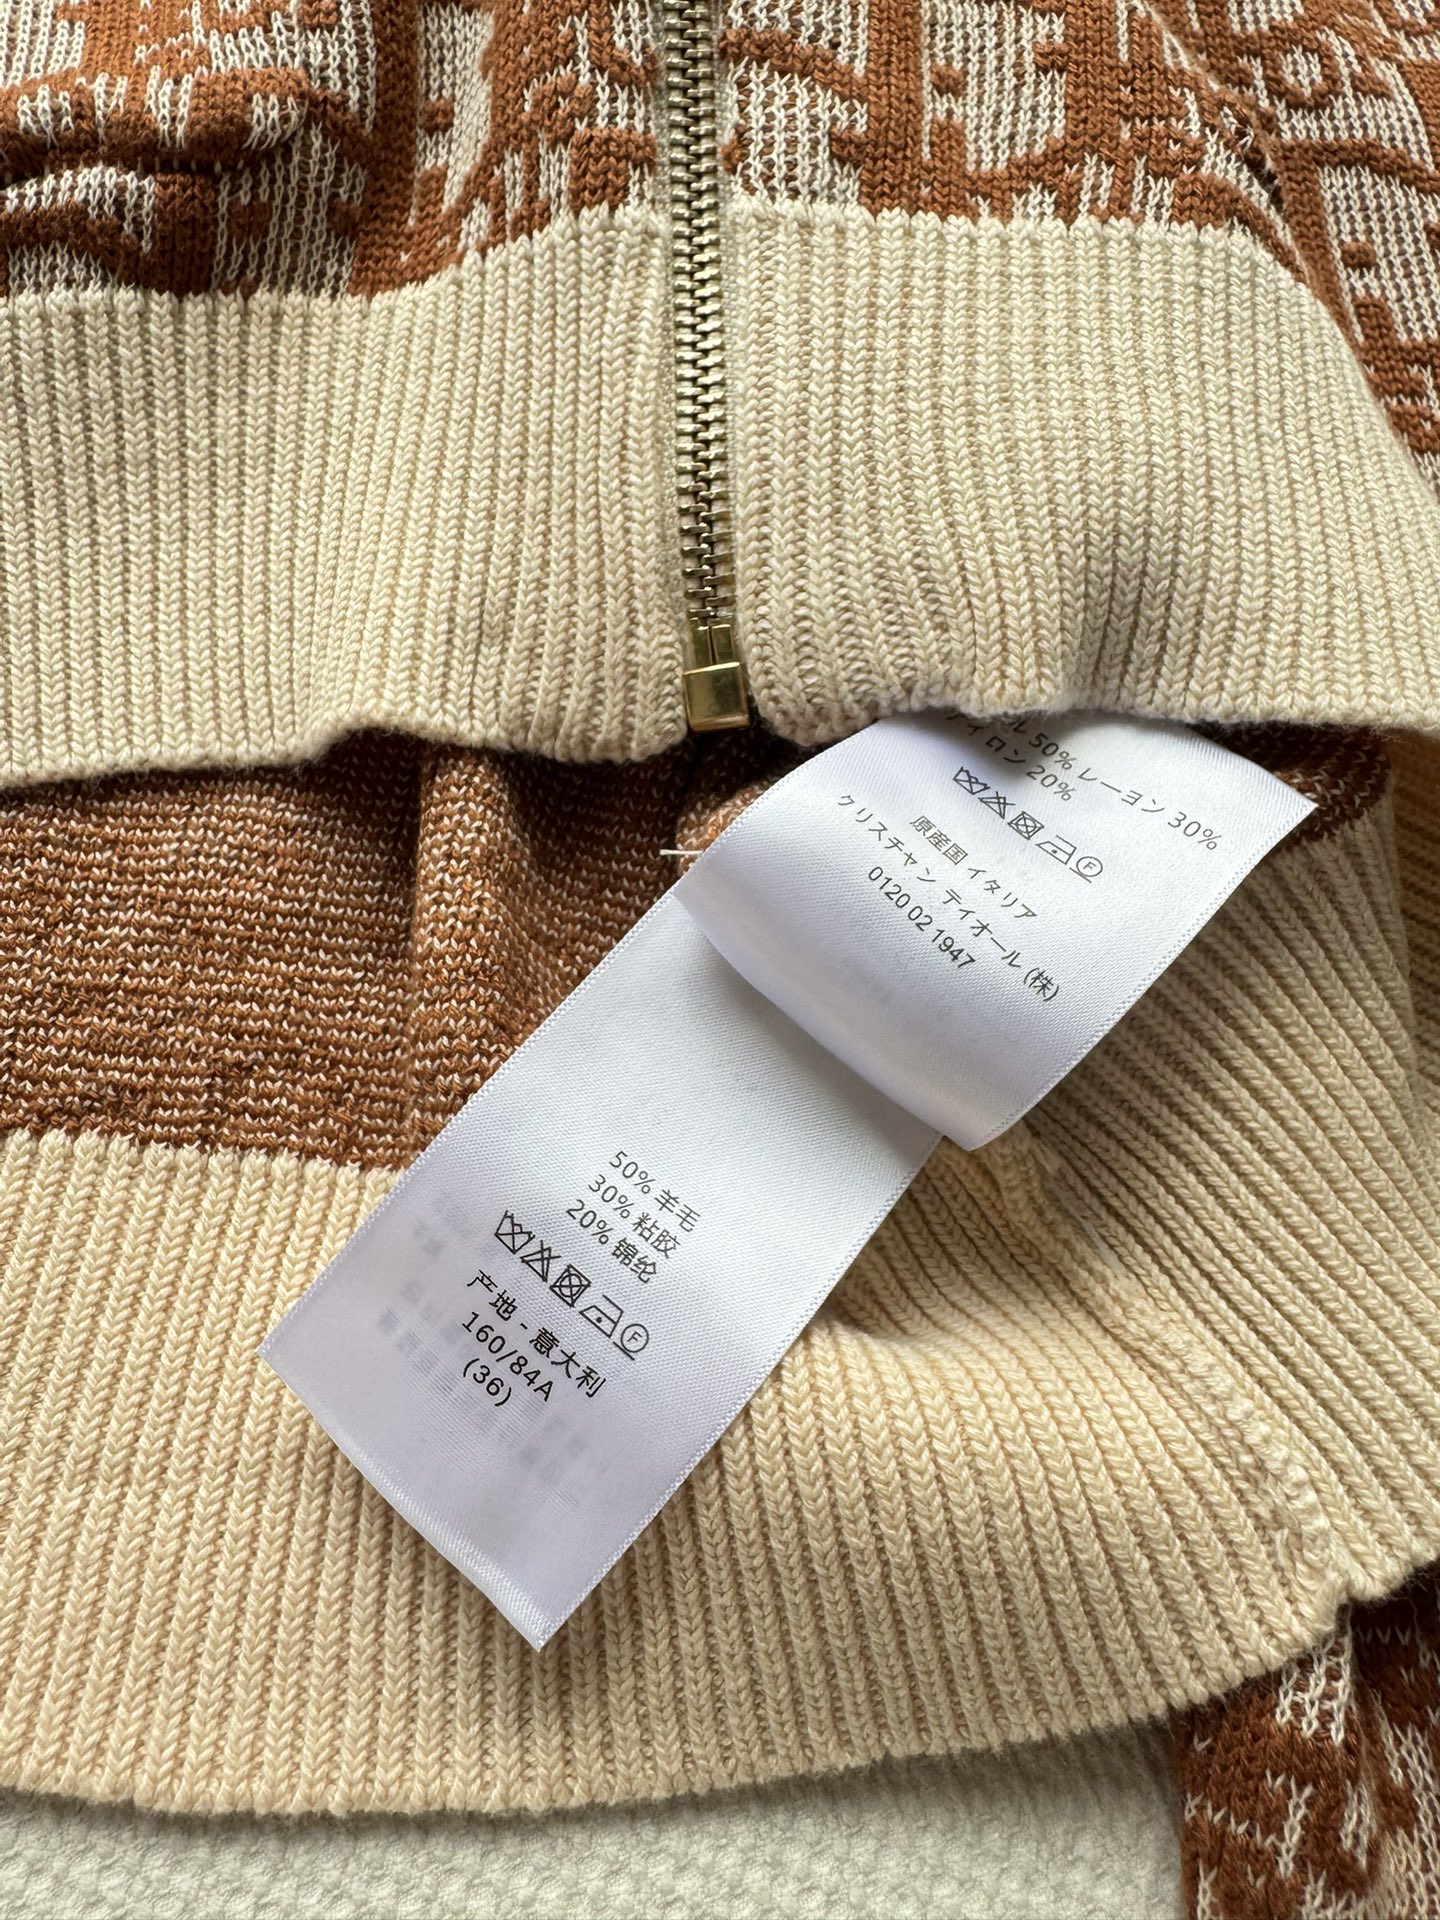 ル 50% レーヨン 30%
イロン 20%
F
原産国 イタリア
クリスチャン ディオール (株)
0120 02 1947
50% 羊毛
30% 粘胶
20% 锦纶
F
产地 - 意大利
160/84A
(36)